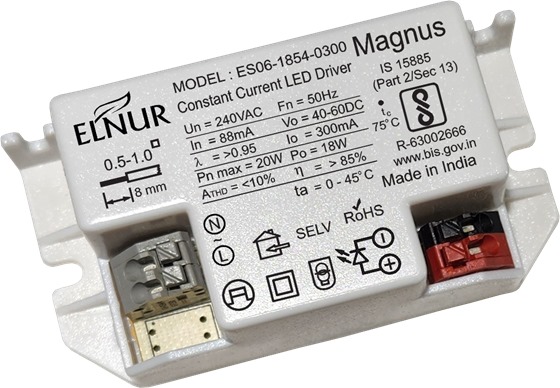 ELNUR
MODEL : ES06-1854-0300 Magnus
Constant Current LED Driver
Un = 240VAC Fn = 50Hz
In = 88mA Vo = 40-60DC
λ = >0.95 Io = 300mA
Pn max = 20W Po = 18W
ATHD = <10% η = > 85%
ta = 0 - 45°C
IS 15885
(Part 2/Sec 13)
tc
75°C
R-63002666
www.bis.gov.in
Made in India
0.5-1.0
8 mm
N
~
L
SELV
RoHS